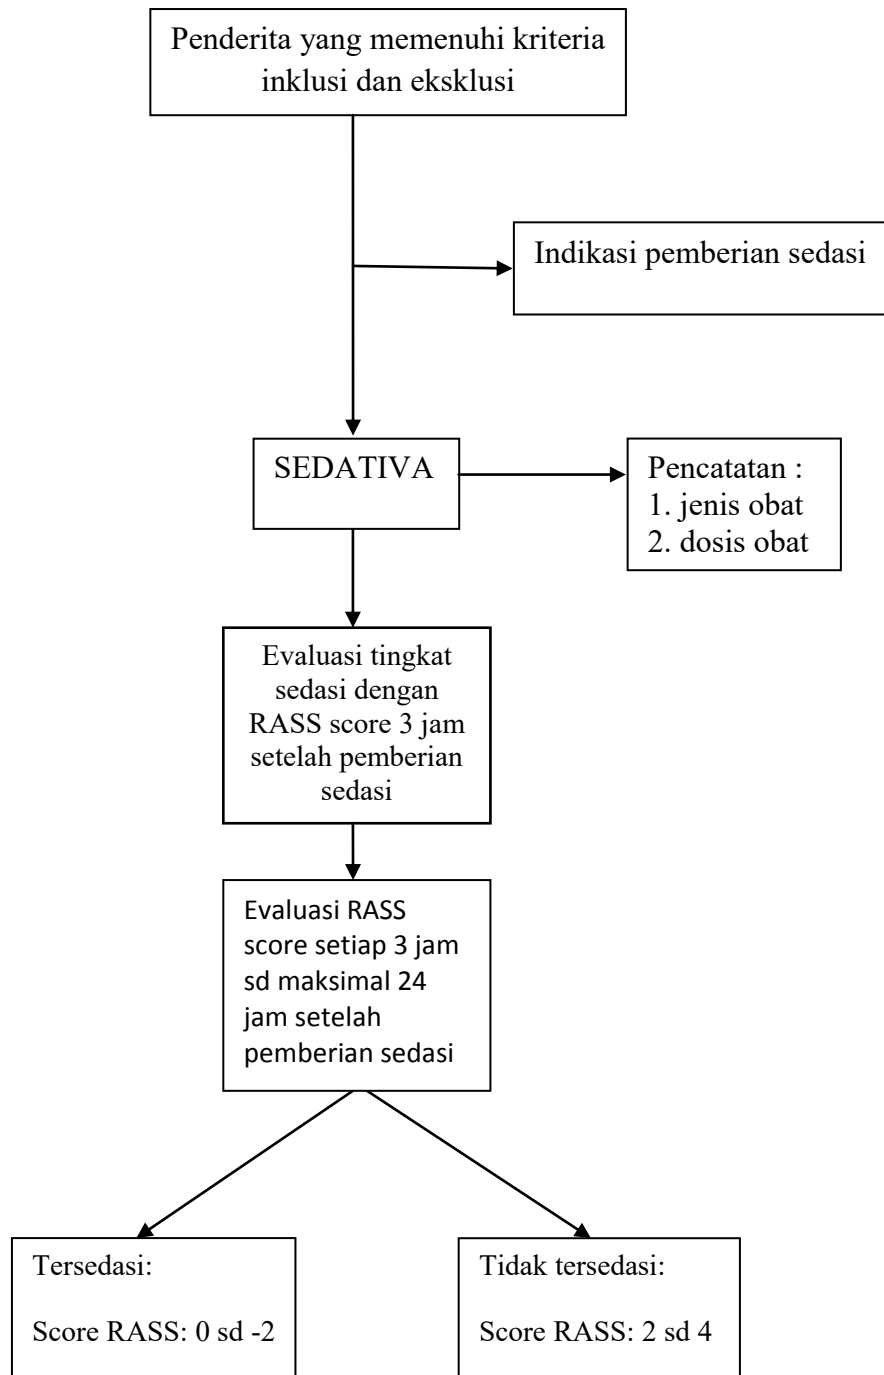 Penderita yang memenuhi kriteria
inklusi dan eksklusi
Indikasi pemberian sedasi
SEDATIVA
Pencatatan :
1. jenis obat
2. dosis obat
Evaluasi tingkat
sedasi dengan
RASS score 3 jam
setelah pemberian
sedasi
Evaluasi RASS
score setiap 3 jam
sd maksimal 24
jam setelah
pemberian sedasi
Tersedasi:
Score RASS: 0 sd -2
Tidak tersedasi:
Score RASS: 2 sd 4